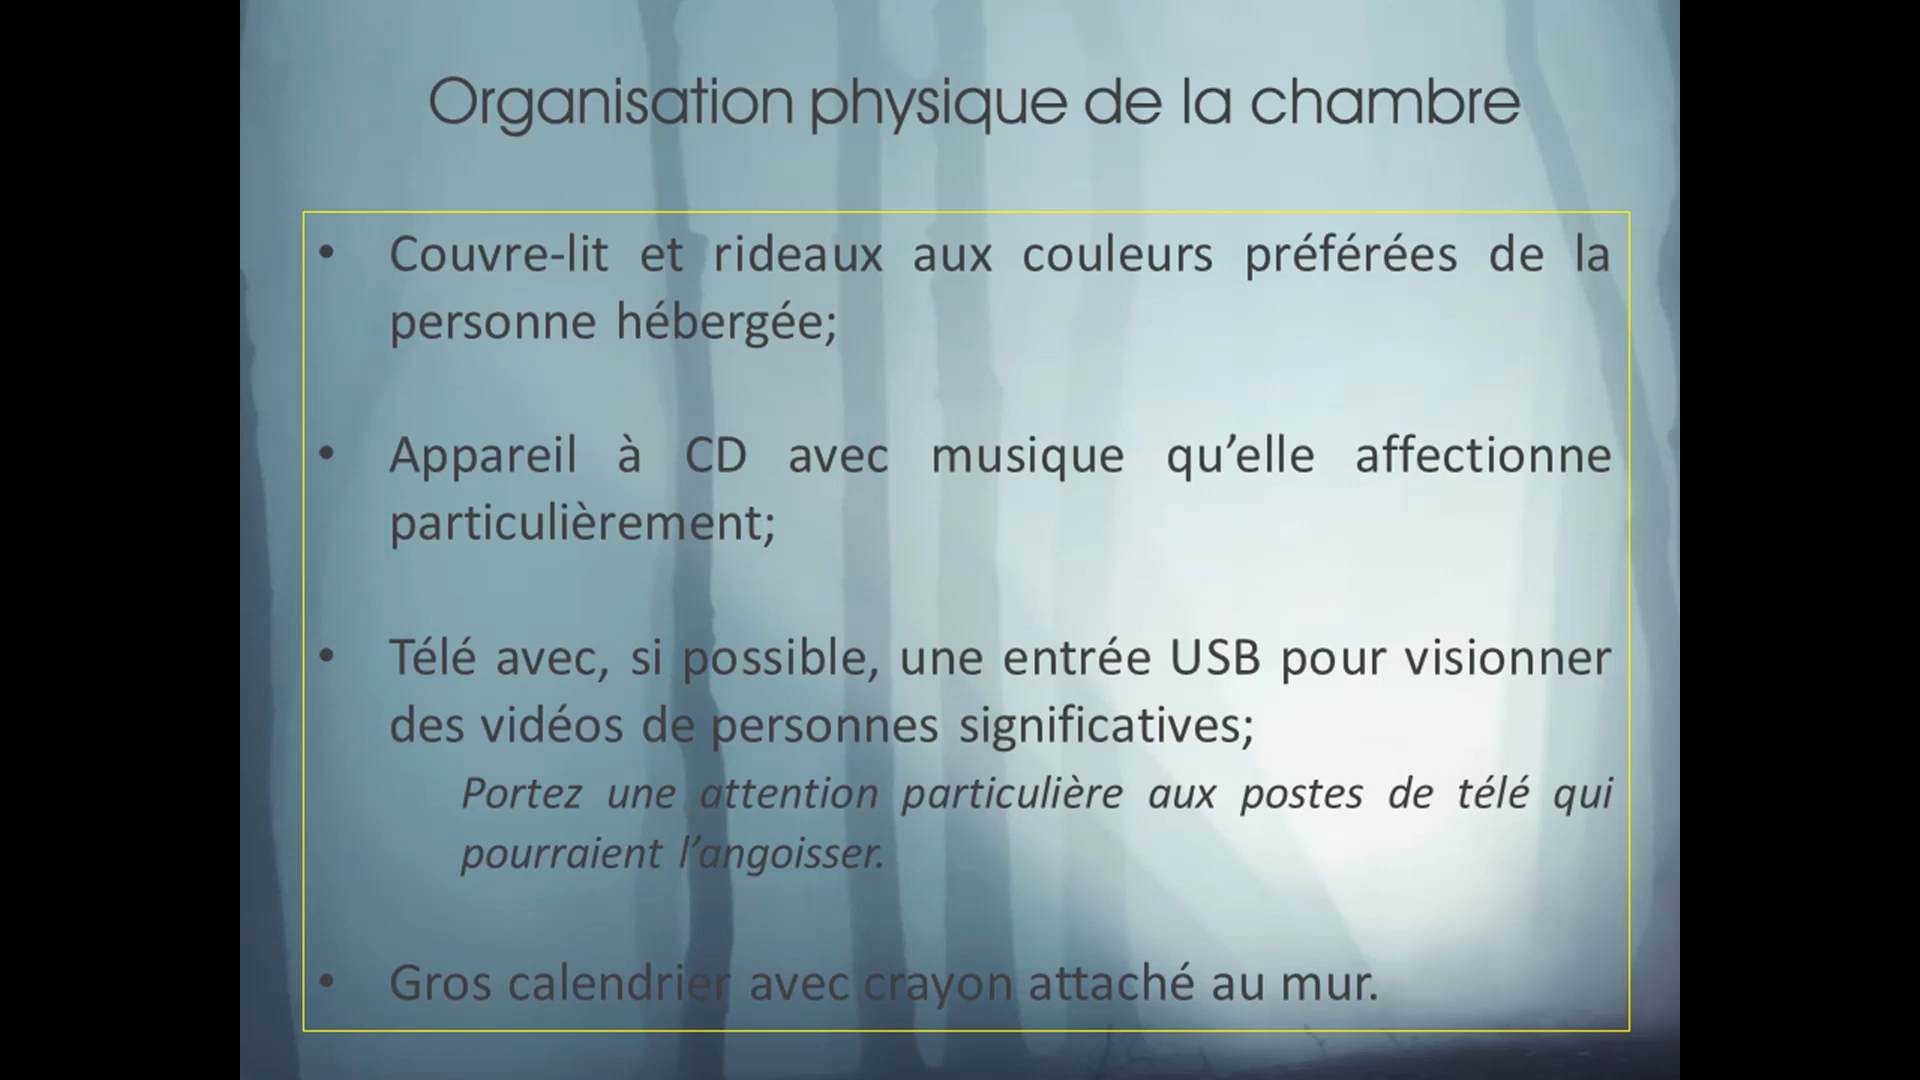 Organisation physique de la chambre
• Couvre-lit et rideaux aux couleurs préférées de la
personne hébergée;
• Appareil à CD avec musique qu’elle affectionne
particulièrement;
• Télé avec, si possible, une entrée USB pour visionner
des vidéos de personnes significatives;
Portez une attention particulière aux postes de télé qui
pourraient l’angoisser.
• Gros calendrier avec crayon attaché au mur.